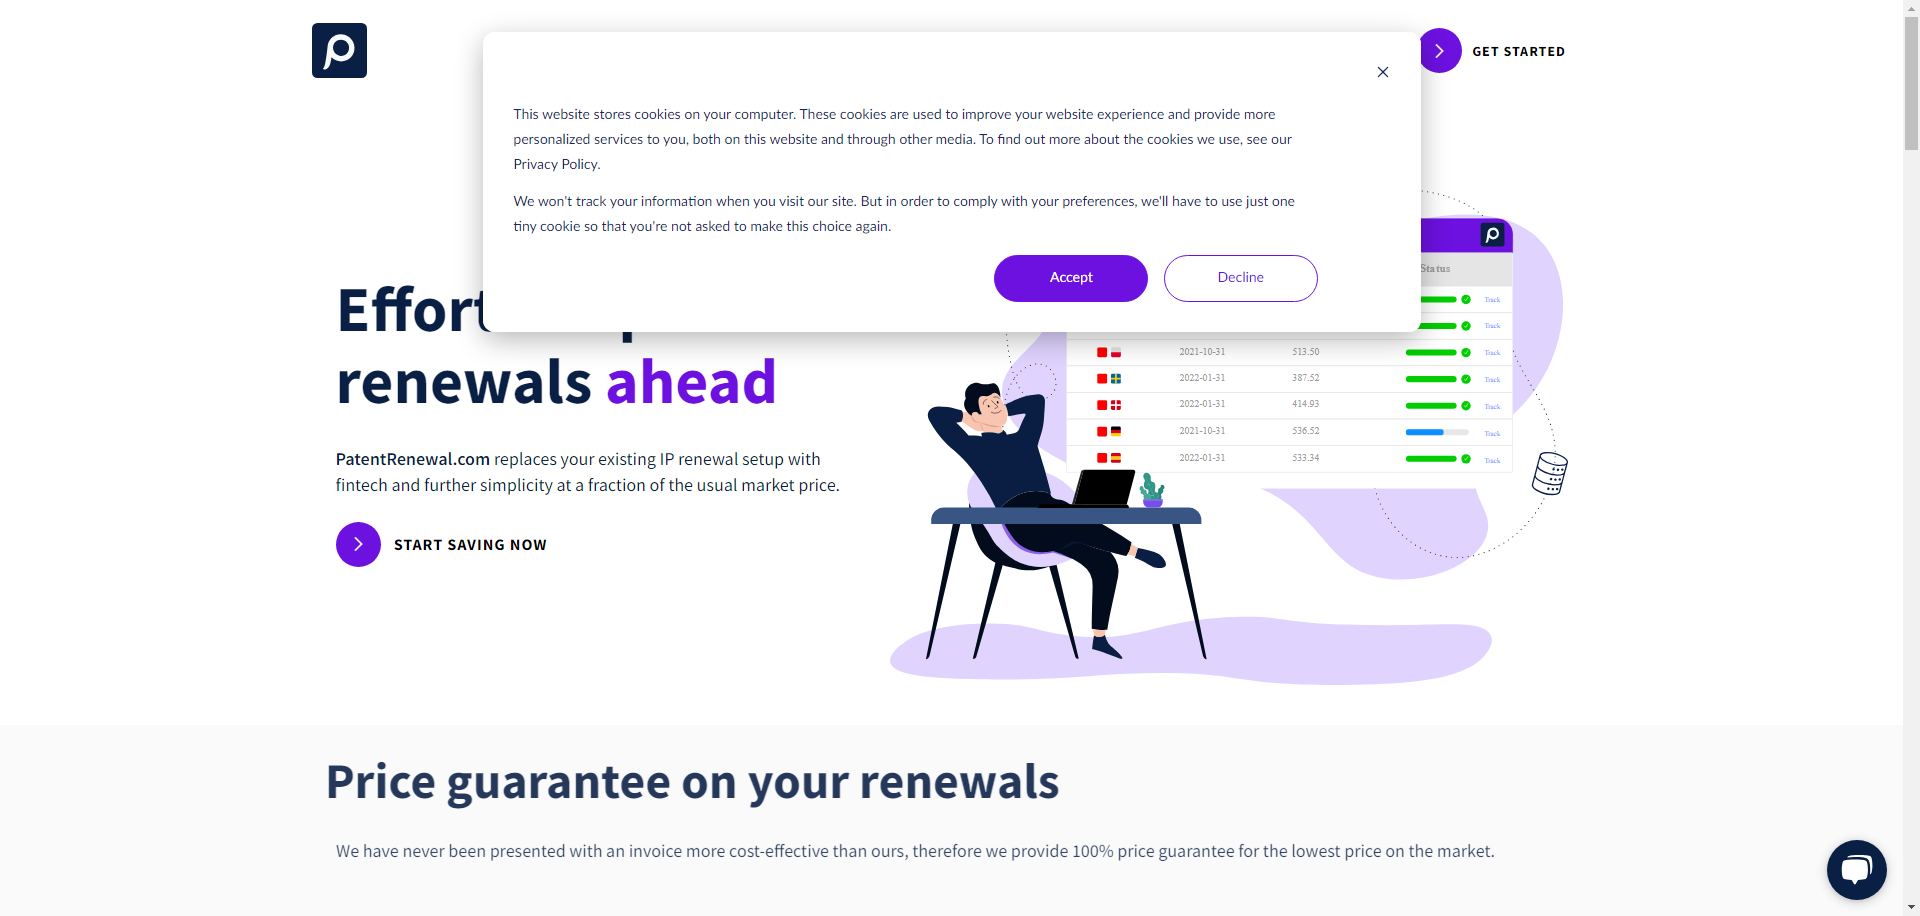 GET STARTED
This website stores cookies on your computer. These cookies are used to improve your website experience and provide more
personalized services to you, both on this website and through other media. To find out more about the cookies we use, see our
Privacy Policy.
We won't track your information when you visit our site. But in order to comply with your preferences, we'll have to use just one
tiny cookie so that you're not asked to make this choice again.
Accept
Decline
renewals ahead
PatentRenewal.com replaces your existing IP renewal setup with
fintech and further simplicity at a fraction of the usual market price.
START SAVING NOW
Status
Track
Track
2021-10-31 513.50 Track
2022-01-31 387.52 Track
2022-01-31 414.93 Track
2021-10-31 536.52 Track
2022-01-31 533.34 Track
Price guarantee on your renewals
We have never been presented with an invoice more cost-effective than ours, therefore we provide 100% price guarantee for the lowest price on the market.